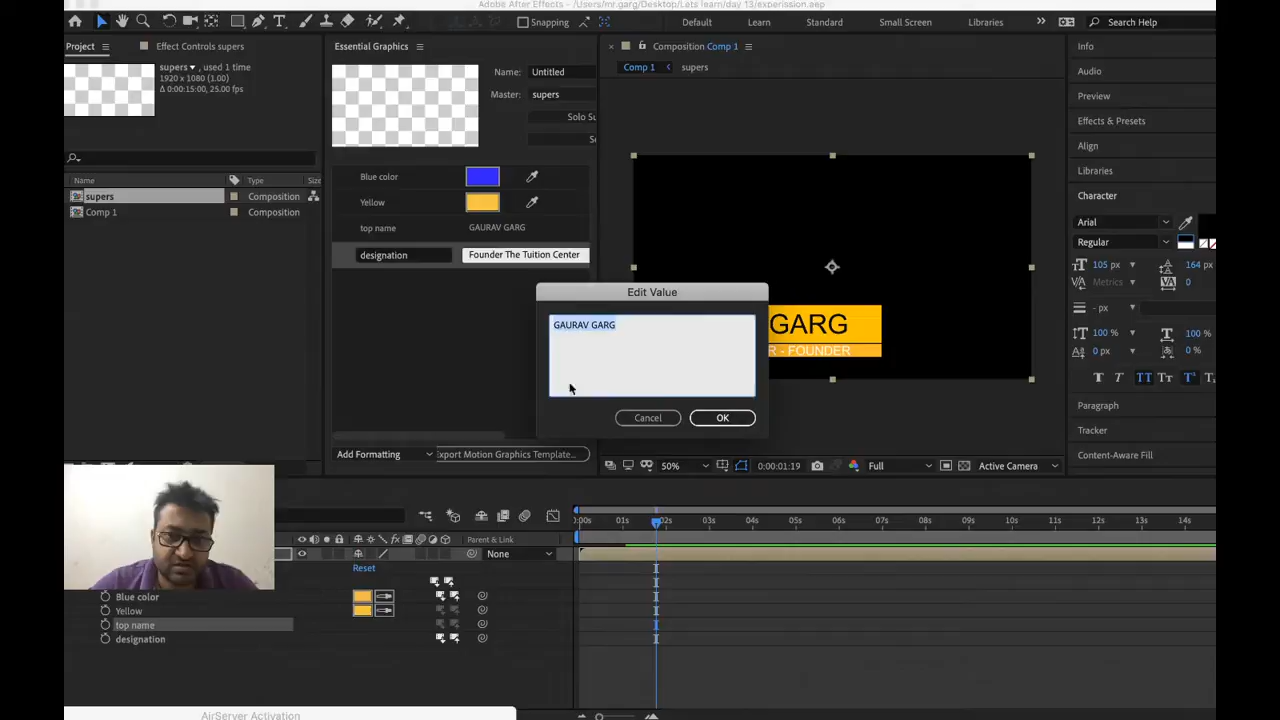 Adobe After Effects - /Users/mr.garg/Desktop/Lets learn/day 13/experission.aep
Snapping
Default
Learn
Standard
Small Screen
Libraries
Search Help
Project
Effect Controls supers
Essential Graphics
Composition Comp 1
Info
supers, used 1 time
1920 x 1080 (1.00)
Δ 0:00:15:00, 25.00 fps
Name: Untitled
Master: supers
Solo Su
Comp 1
supers
Audio
Preview
Effects & Presets
Align
Libraries
Name
Type
Size
supers
Composition
Comp 1
Composition
Blue color
Yellow
top name
GAURAV GARG
designation
Founder The Tuition Center
Character
Arial
Regular
105 px
164 px
Metrics
0
- px
100 %
100 %
0 px
0 %
Edit Value
GAURAV GARG
Cancel
OK
GARG
R - FOUNDER
Paragraph
Tracker
Content-Aware Fill
Add Formatting
Export Motion Graphics Template...
50%
0:00:01:19
Full
Active Camera
0:00s
01s
02s
03s
04s
05s
06s
07s
08s
09s
10s
11s
12s
13s
14s
Parent & Link
None
Reset
Blue color
Yellow
top name
designation
AirServer Activation